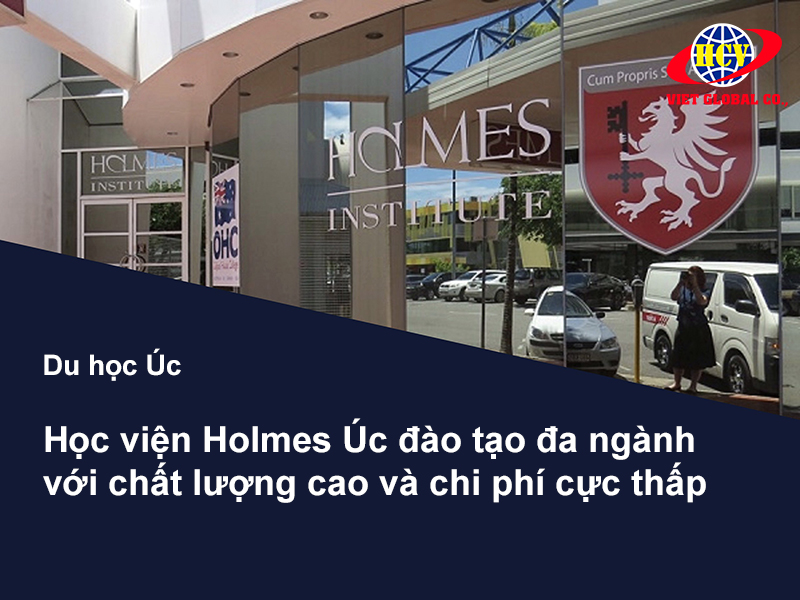 HCY
VIET GLOBAL CO.,
Cum Propris
HOLMES
INSTITUTE
HOLMES
INSTITUTE
OHC
Du học Úc
Học viện Holmes Úc đào tạo đa ngành
với chất lượng cao và chi phí cực thấp